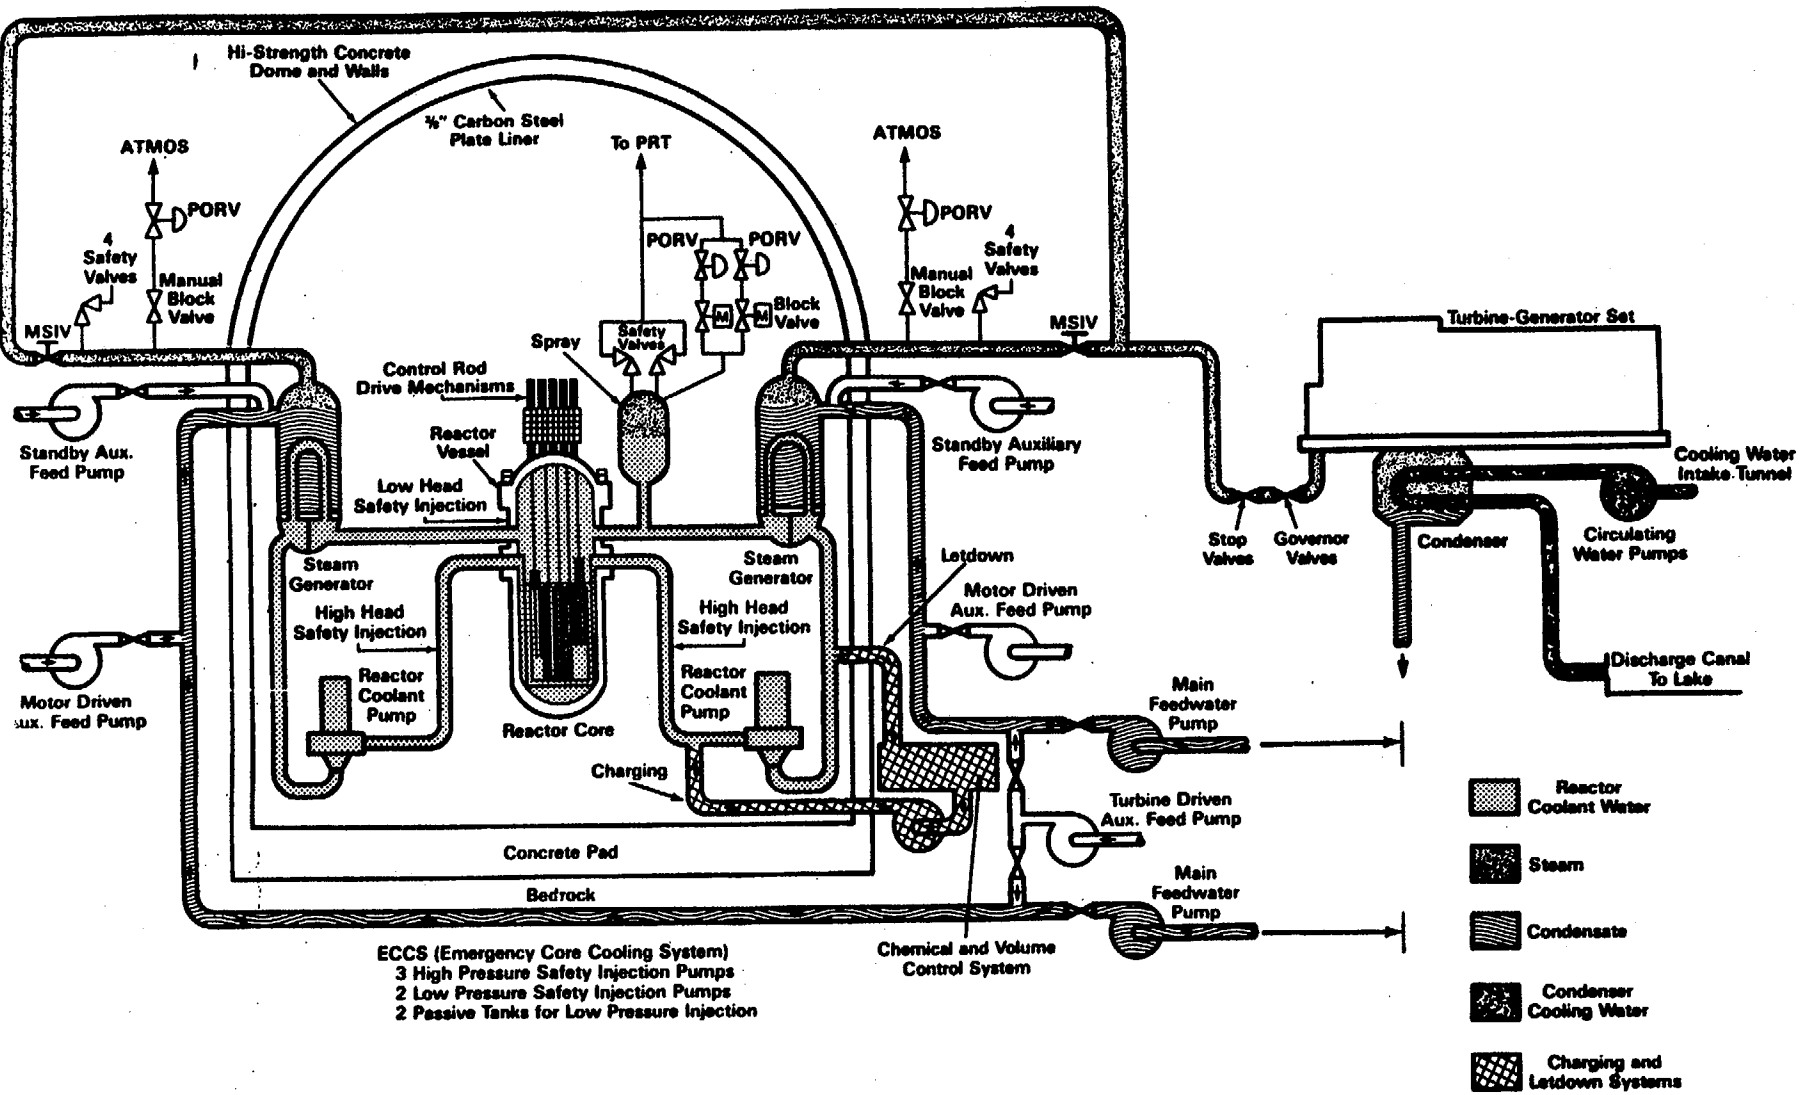 Hi-Strength Concrete
Dome and Walls
⅜" Carbon Steel
Plate Liner
ATMOS
PORV
4
Safety
Valves
Manual
Block
Valve
MSIV
To PRT
PORV
PORV
Block
Valve
M
M
Safety
Valves
Spray
Control Rod
Drive Mechanisms
Reactor
Vessel
Low Head
Safety Injection
ATMOS
PORV
4
Safety
Valves
Manual
Block
Valve
MSIV
Turbine-Generator Set
Standby Aux.
Feed Pump
Standby Auxiliary
Feed Pump
Cooling Water
Intake Tunnel
Circulating
Water Pumps
Condenser
Stop
Valves
Governor
Valves
Steam
Generator
Steam
Generator
Letdown
Motor Driven
Aux. Feed Pump
High Head
Safety Injection
High Head
Safety Injection
Reactor
Coolant
Pump
Reactor
Coolant
Pump
Reactor Core
Motor Driven
Aux. Feed Pump
Discharge Canal
To Lake
Main
Feedwater
Pump
Charging
Turbine Driven
Aux. Feed Pump
Concrete Pad
Bedrock
Main
Feedwater
Pump
Chemical and Volume
Control System
ECCS (Emergency Core Cooling System)
3 High Pressure Safety Injection Pumps
2 Low Pressure Safety Injection Pumps
2 Passive Tanks for Low Pressure Injection
Reactor
Coolant Water
Steam
Condensate
Condenser
Cooling Water
Charging and
Letdown Systems